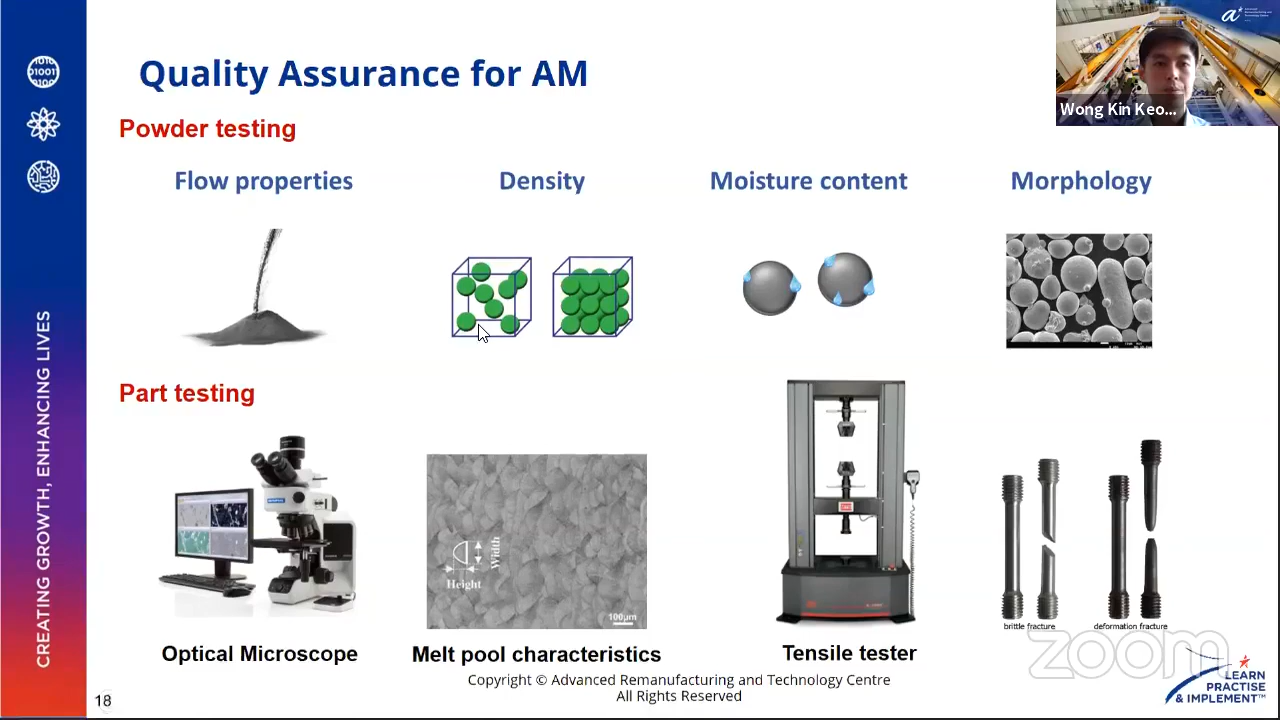 Quality Assurance for AM
Wong Kin Keo...
Powder testing
Flow properties
Density
Moisture content
Morphology
Part testing
Width
Height
100μm
brittle fracture
deformation fracture
Optical Microscope
Melt pool characteristics
Tensile tester
Copyright © Advanced Remanufacturing and Technology Centre
All Rights Reserved
18
CREATING GROWTH, ENHANCING LIVES
zoom
LEARN
PRACTISE
& IMPLEMENT™